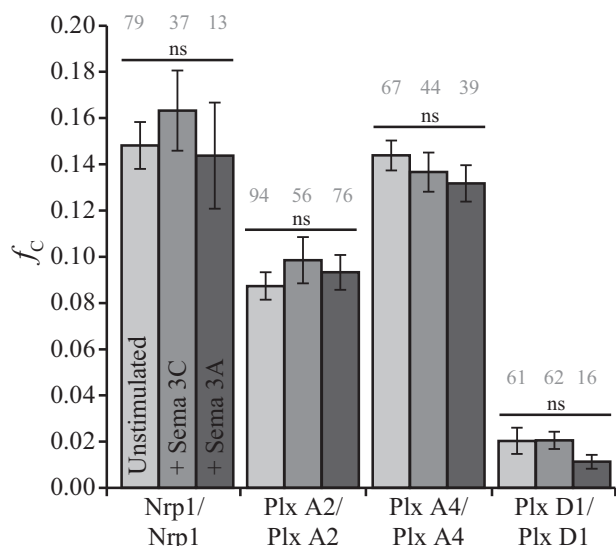 0.20
0.18
0.16
0.14
0.12
0.10
0.08
0.06
0.04
0.02
0.00
fC
79 37 13
ns
94 56 76
ns
67 44 39
ns
61 62 16
ns
Unstimulated
+ Sema 3C
+ Sema 3A
Nrp1/
Nrp1
Plx A2/
Plx A2
Plx A4/
Plx A4
Plx D1/
Plx D1